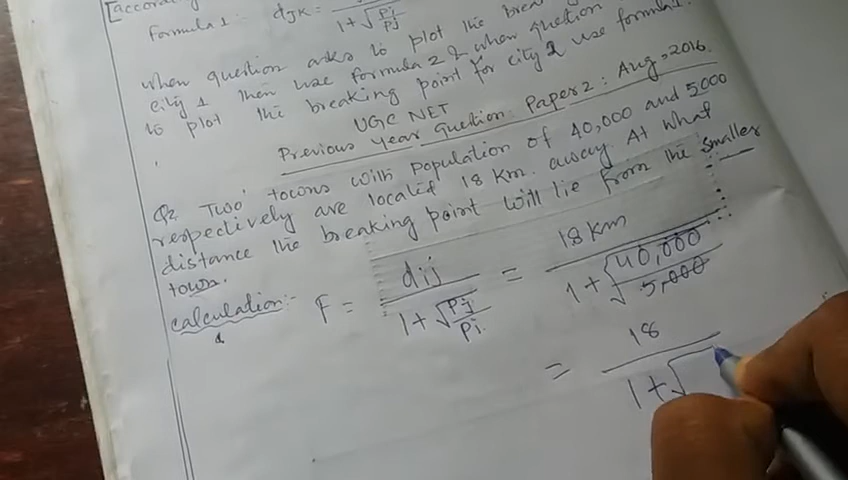 [accord
Formula 1: djk =
1 + √Pi/Pj
when question asks to plot the brea
city 1 then use formula 2 & when question
to plot the breaking point for city 2 use formula 1.
UGC NET
Previous year question: Paper 2: Aug, 2016.
Q. Two towns with population of 40,000 and 5000
respectively are located 18 Km. away. At what
distance the breaking point will lie from the smaller
town.
calculation:- F = dij / 1 + √Pj/Pi = 18 Km / 1 + √40,000/5,000
= 18 / 1 + √